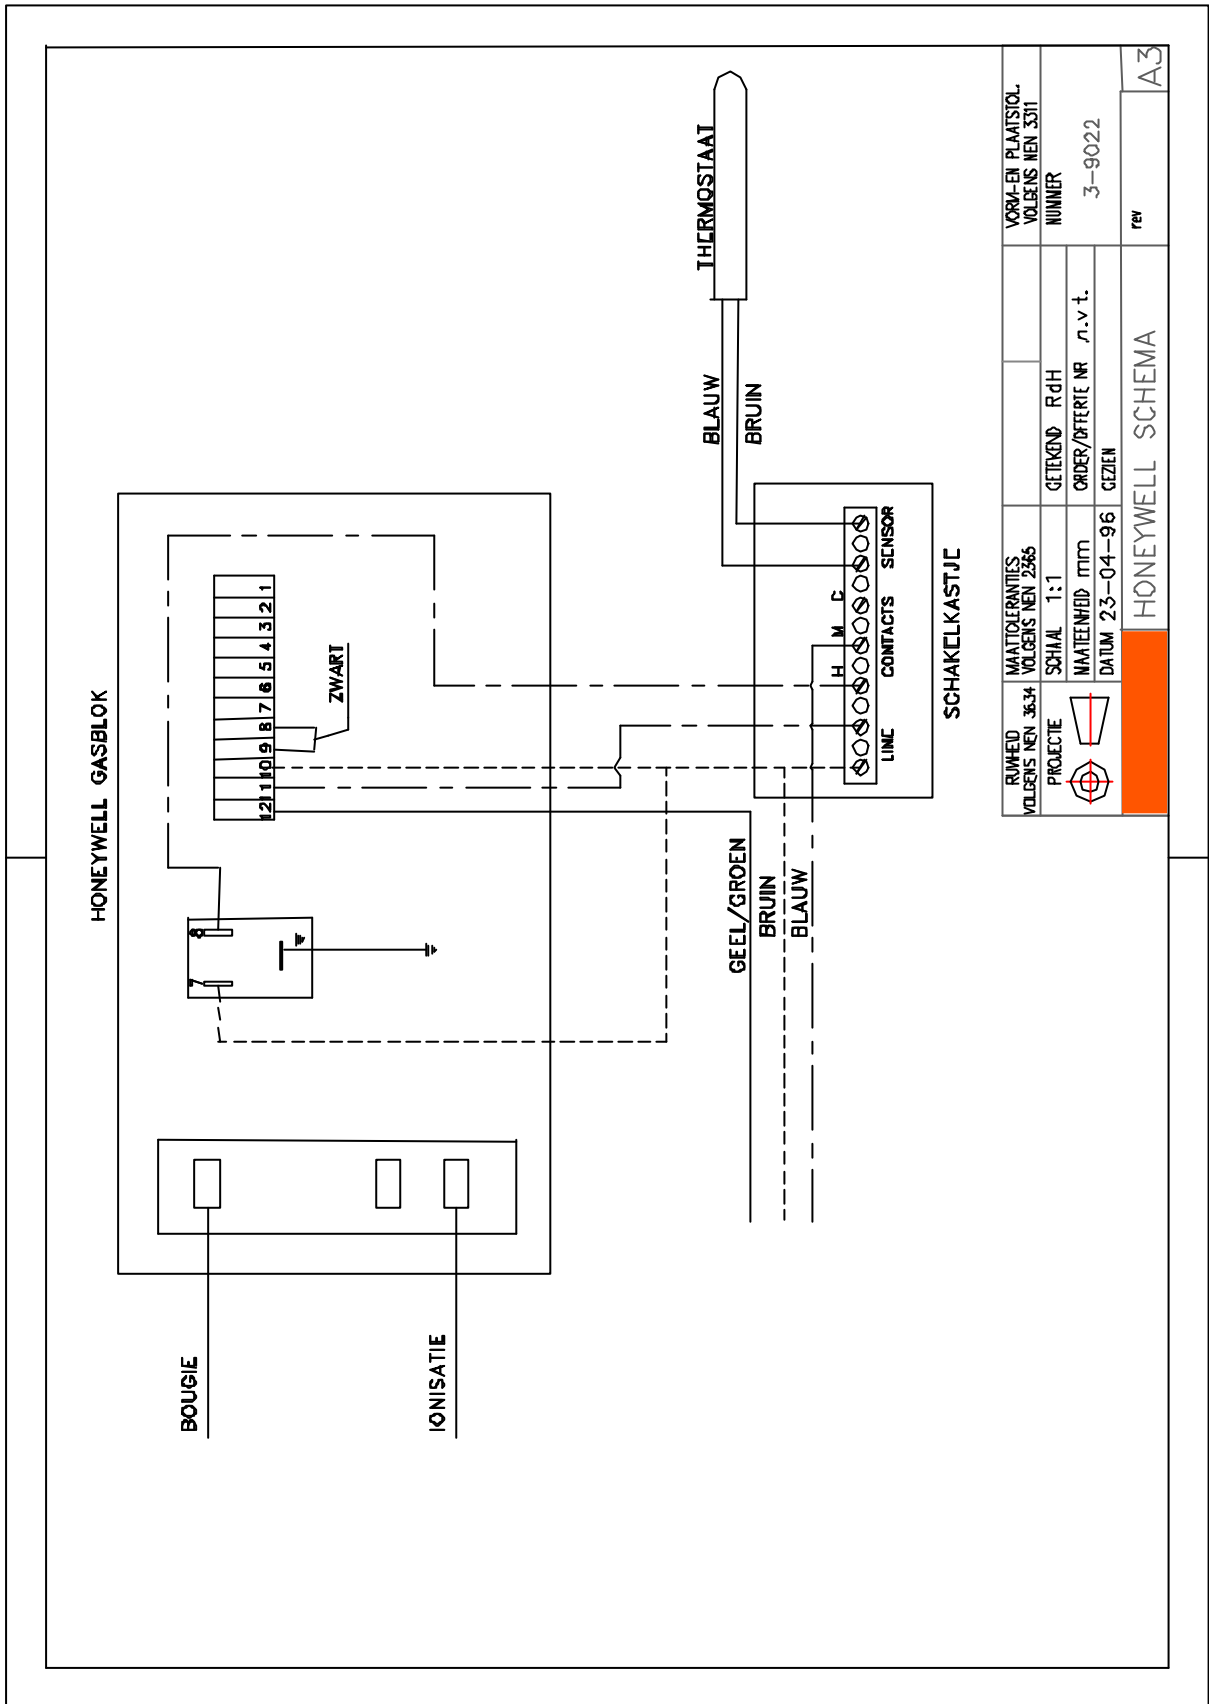 HONEYWELL GASBLOK
THERMOSTAAT
BLAUW
BRUIN
1
2
3
4
5
6
7
8
9
10
11
12
ZWART
8
1
BOUGIE
IONISATIE
GEEL/GROEN
BRUIN
BLAUW
H
M
C
LINE
CONTACTS
SENSOR
SCHAKELKASTJE
RUWHEID
VOLGENS NEN 3634
MAATTOLERANTIES
VOLGENS NEN 2365
VORM-EN PLAATSTOL.
VOLGENS NEN 3311
PROJECTIE
SCHAAL 1:1
GETEKEND RdH
NUMMER
3-9022
MAATEENHEID mm
ORDER/OFFERTE NR n.v t.
DATUM 23-04-96
GEZIEN
HONEYWELL SCHEMA
rev
A3